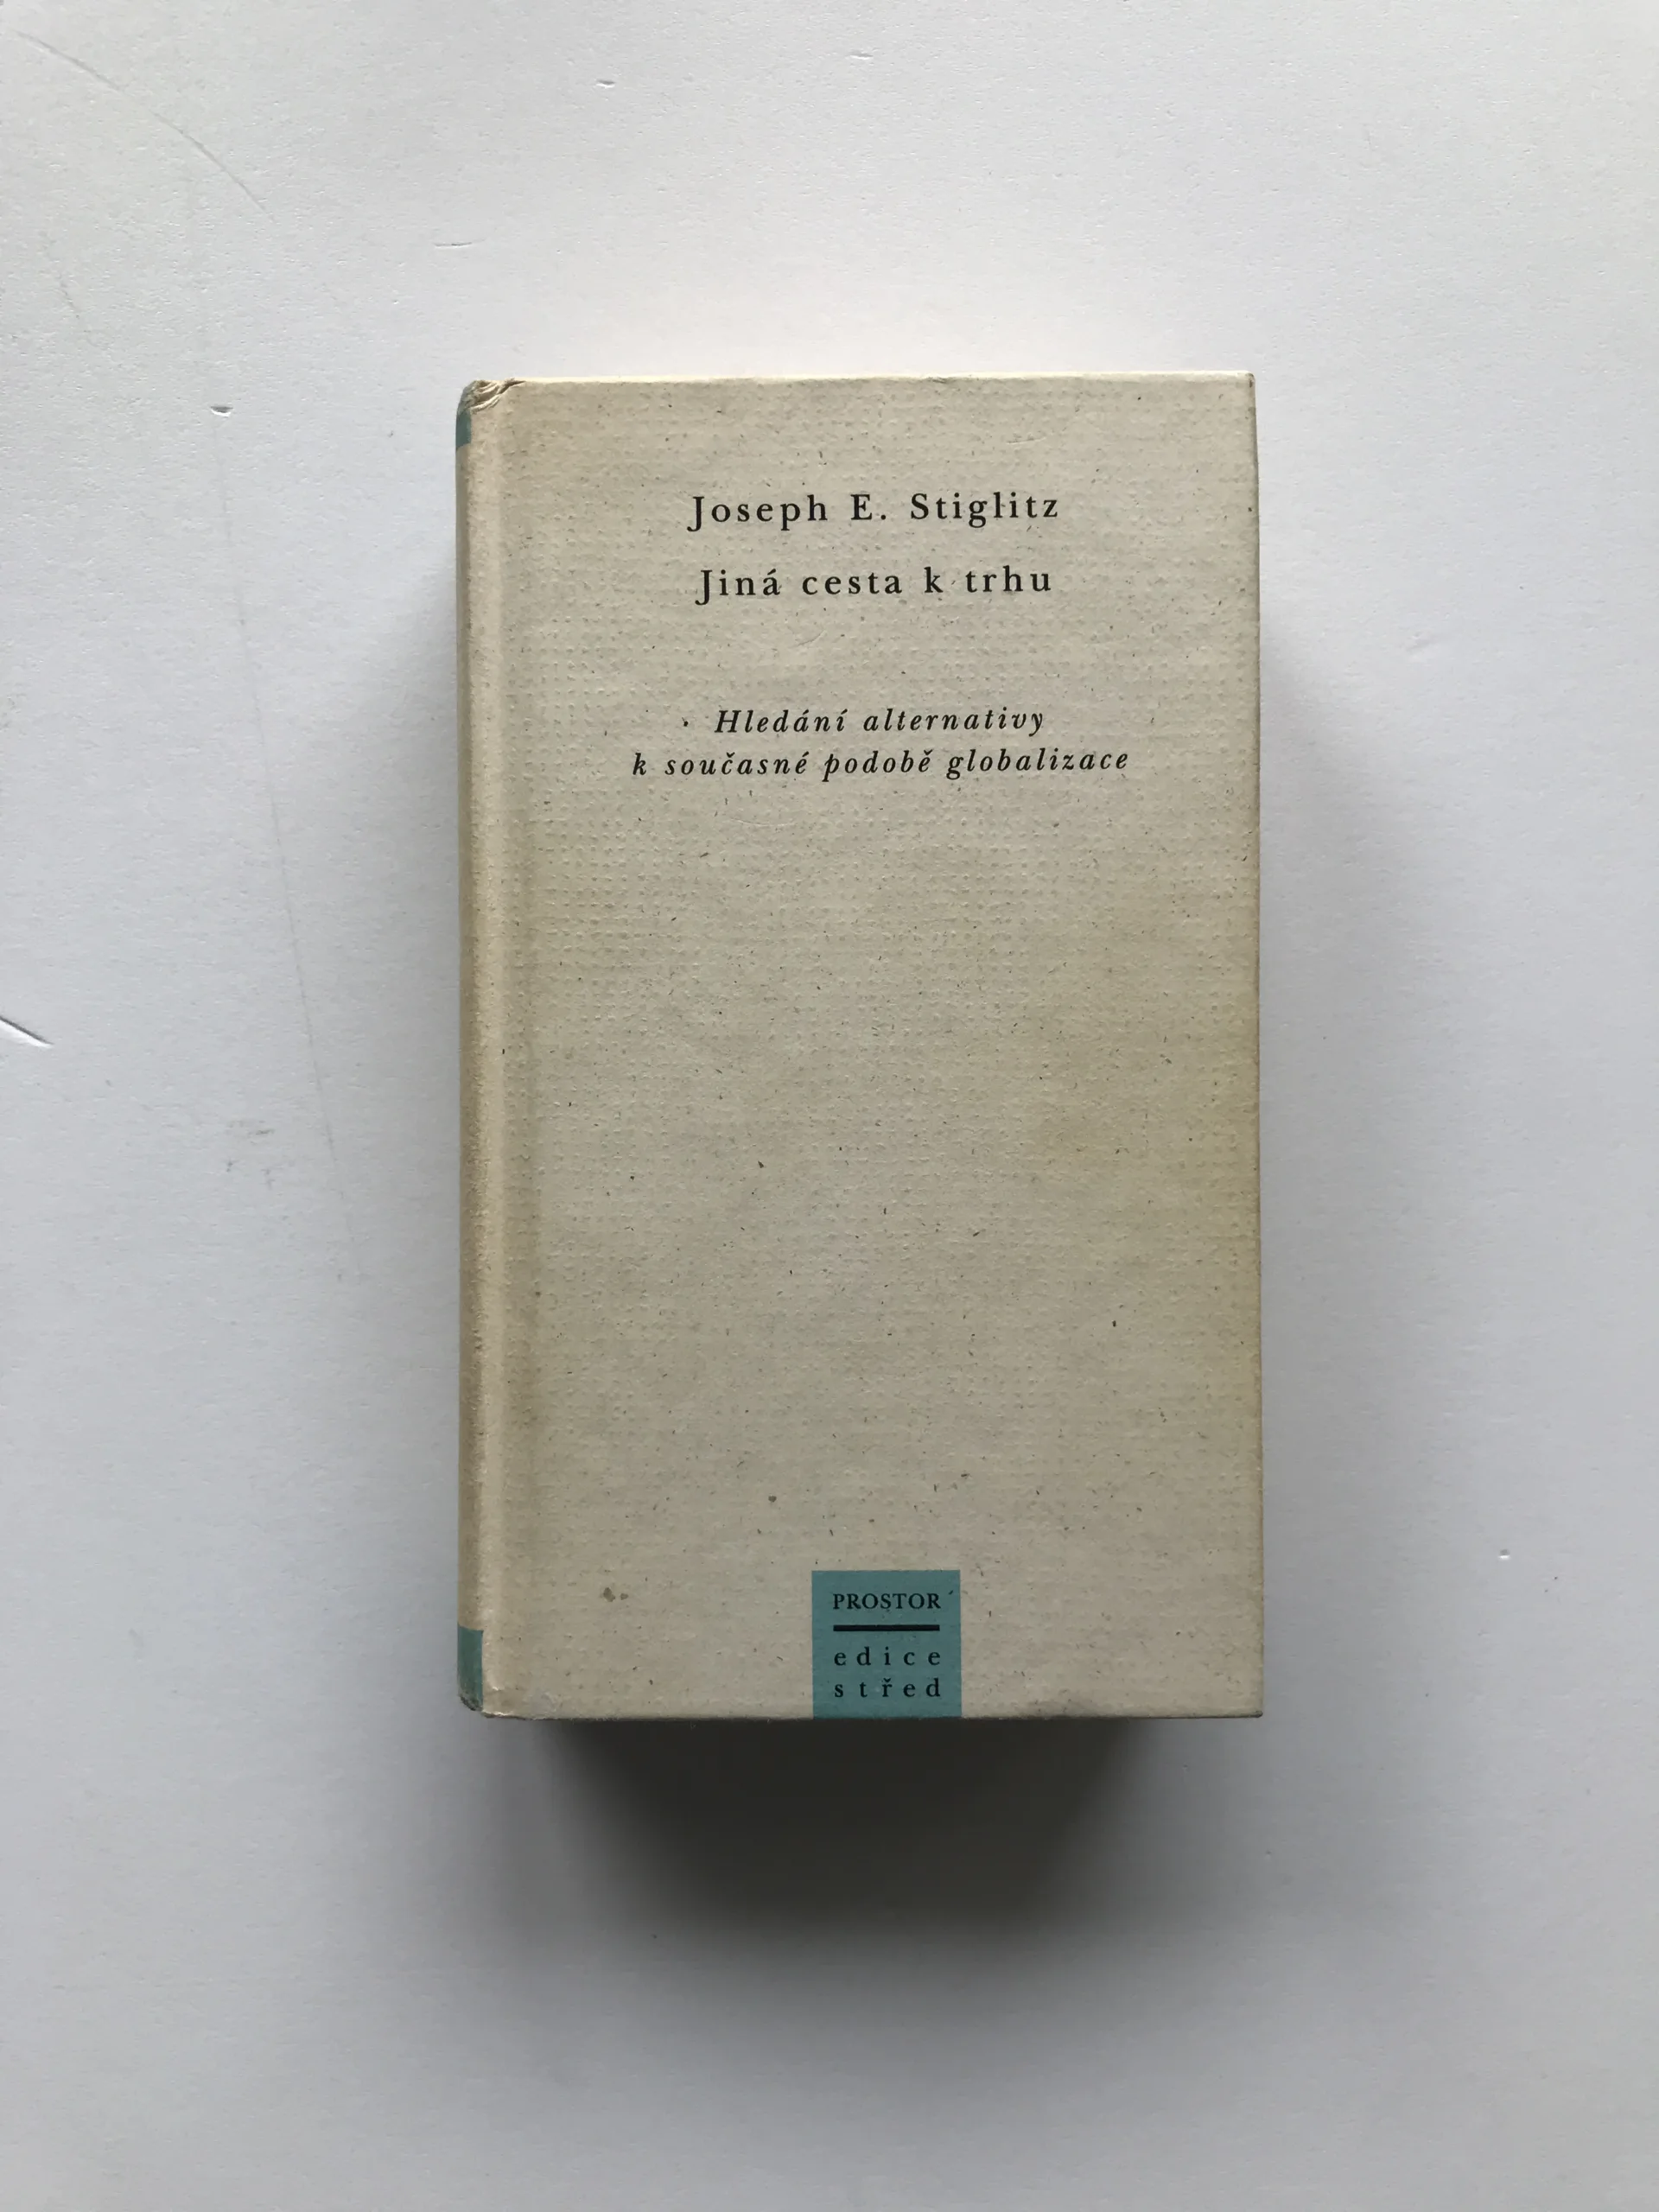 Joseph E. Stiglitz
Jiná cesta k trhu
Hledání alternativy
k současné podobě globalizace
PROSTOR
edice
střed